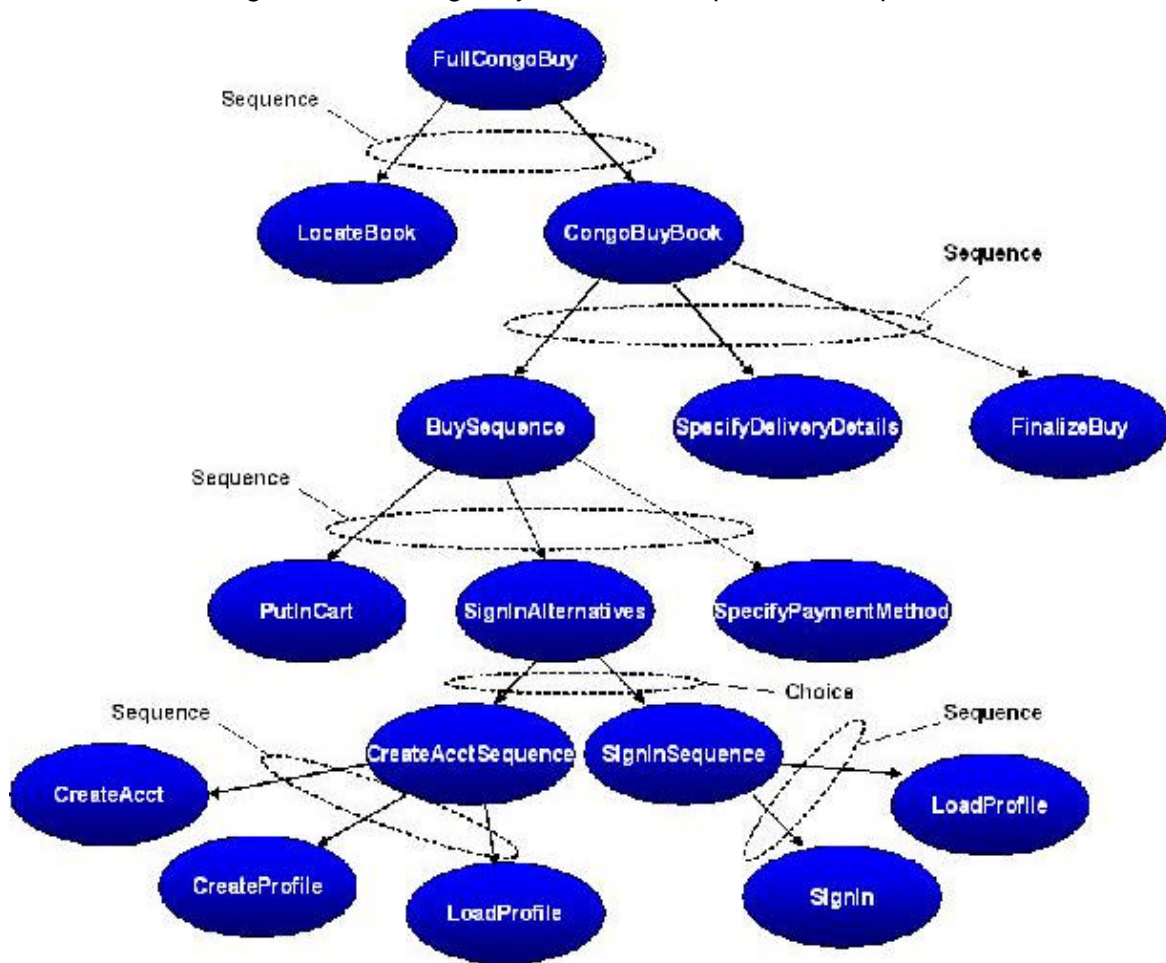 FullCongoBuy
Sequence
LocateBook
CongoBuyBook
Sequence
BuySequence
SpecifyDeliveryDetails
FinalizeBuy
Sequence
PutInCart
SignInAlternatives
SpecifyPaymentMethod
Choice
Sequence
Sequence
CreateAcctSequence
SignInSequence
CreateAcct
LoadProfile
CreateProfile
LoadProfile
SignIn